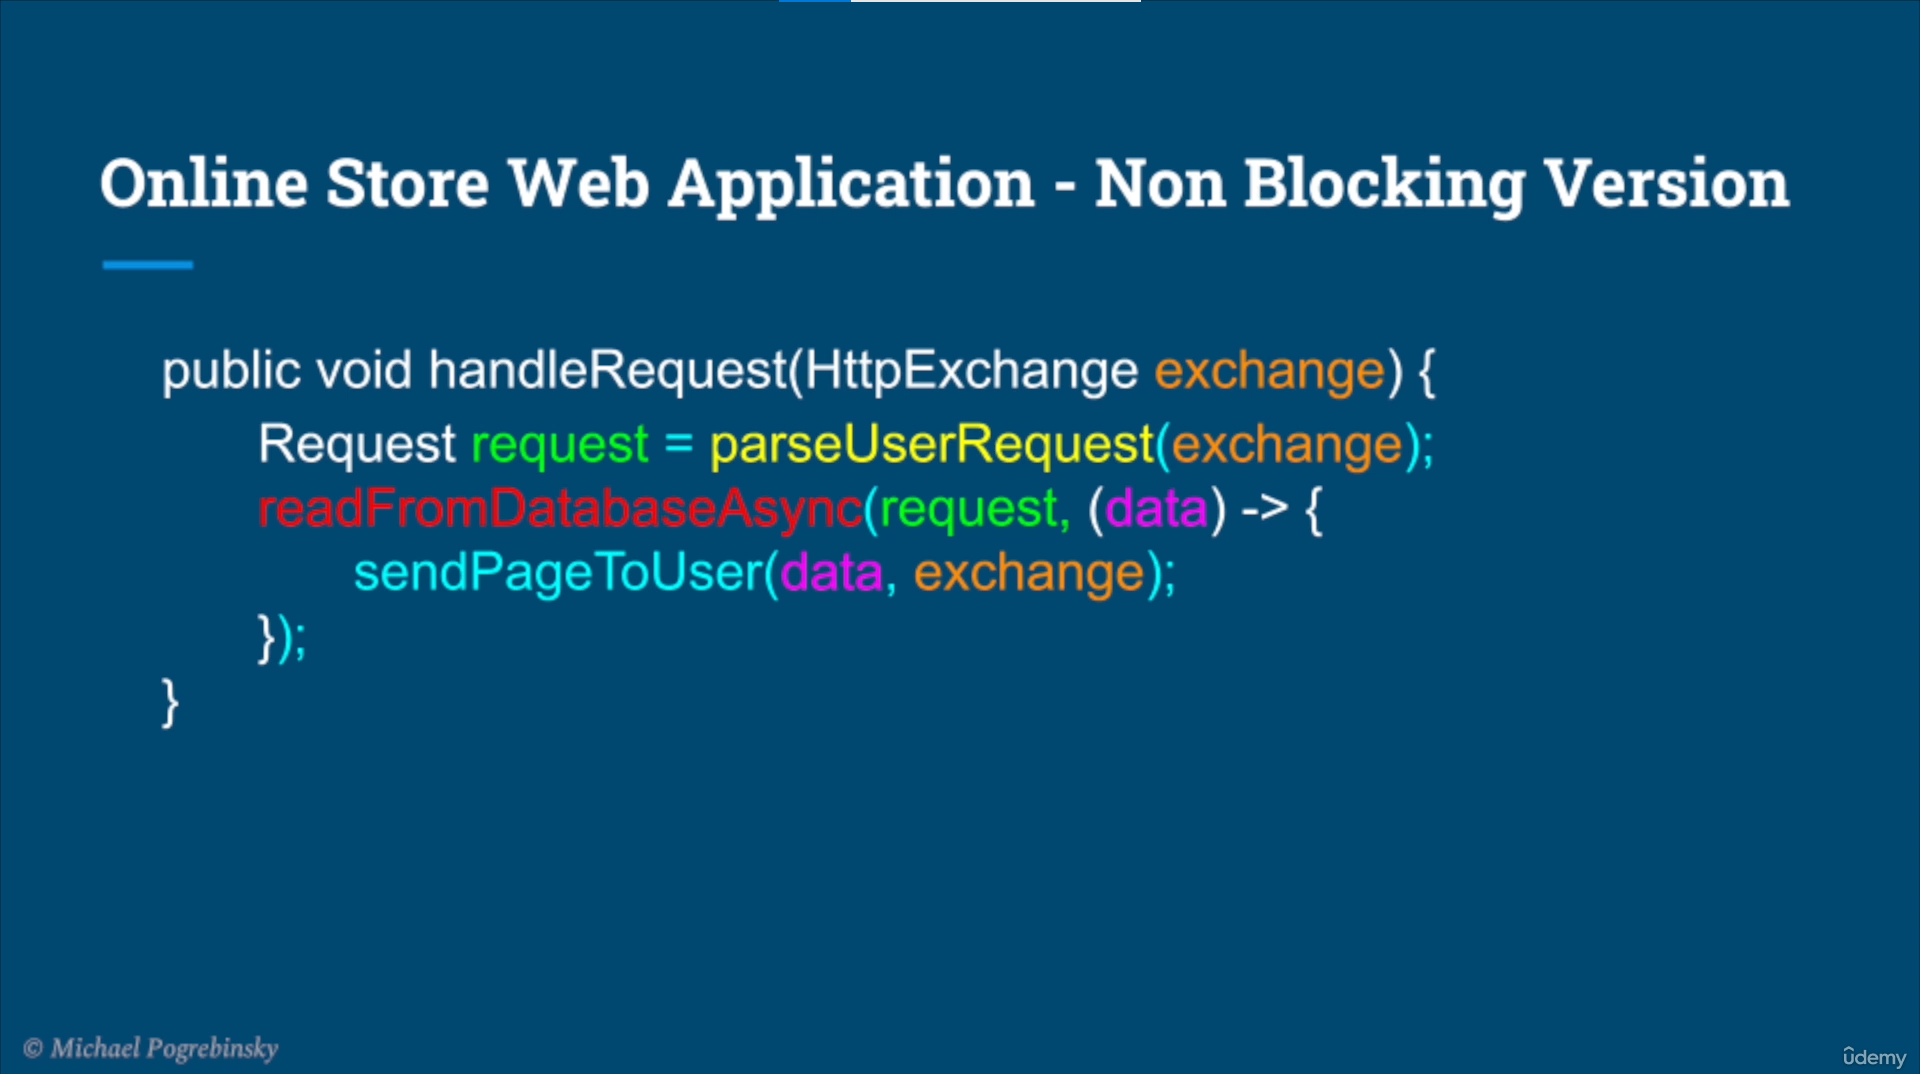 Online Store Web Application - Non Blocking Version
public void handleRequest(HttpExchange exchange) {
Request request = parseUserRequest(exchange);
readFromDatabaseAsync(request, (data) -> {
sendPageToUser(data, exchange);
});
}
© Michael Pogrebinsky
ûdemy